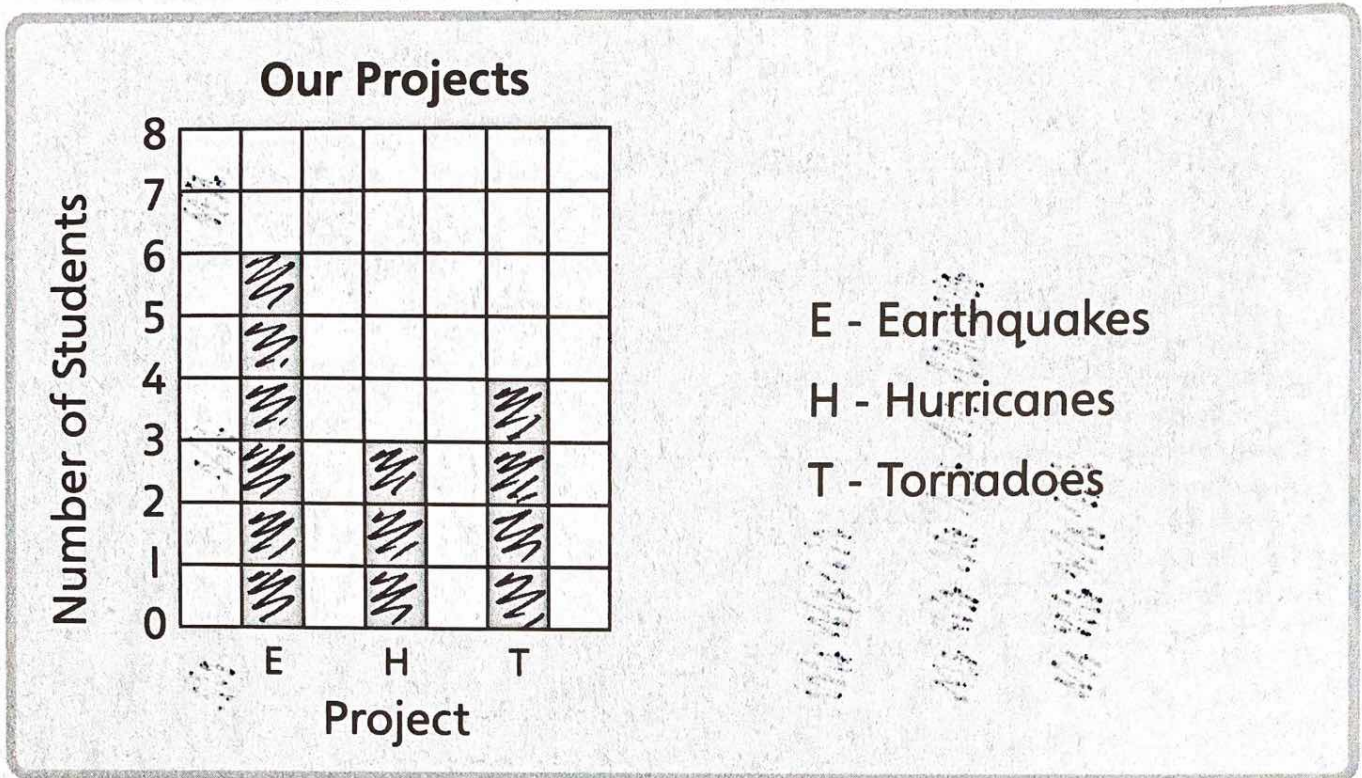 Our Projects
8
7
6
5
4
3
2
1
0
Number of Students
E H T
Project
E - Earthquakes
H - Hurricanes
T - Tornadoes